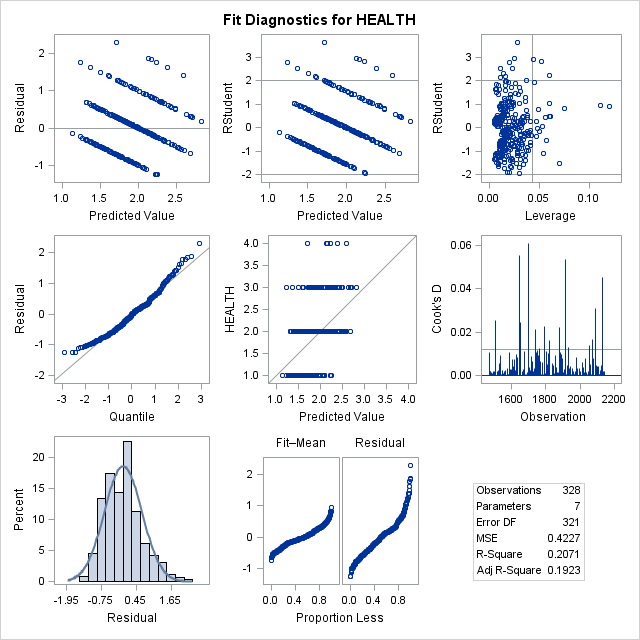 Fit Diagnostics for HEALTH
Residual
2
1
0
-1
1.0 1.5 2.0 2.5
Predicted Value
RStudent
3
2
1
0
-1
-2
1.0 1.5 2.0 2.5
Predicted Value
RStudent
3
2
1
0
-1
-2
0.00 0.05 0.10
Leverage
Residual
2
1
0
-1
-2
-3 -2 -1 0 1 2 3
Quantile
HEALTH
4.0
3.5
3.0
2.5
2.0
1.5
1.0
1.0 1.5 2.0 2.5 3.0 3.5 4.0
Predicted Value
Cook's D
0.06
0.04
0.02
0.00
1600 1800 2000 2200
Observation
Percent
20
15
10
5
0
-1.95 -0.75 0.45 1.65
Residual
Fit–Mean Residual
2
1
0
-1
0.0 0.4 0.8 0.0 0.4 0.8
Proportion Less
Observations 328
Parameters 7
Error DF 321
MSE 0.4227
R-Square 0.2071
Adj R-Square 0.1923